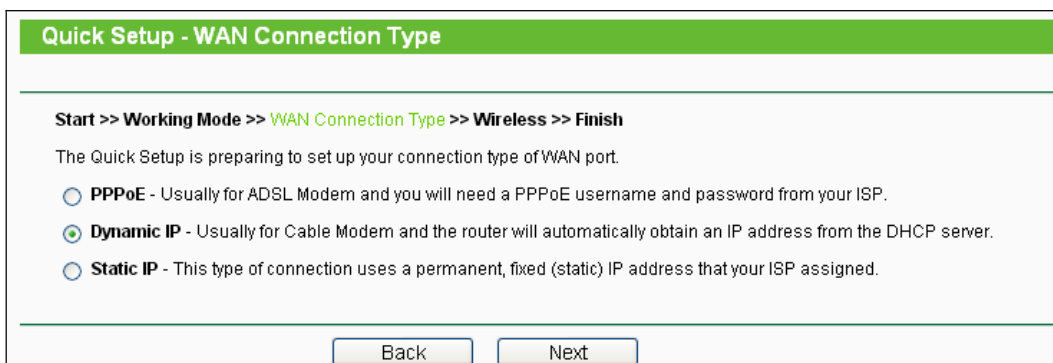 Quick Setup - WAN Connection Type
Start >> Working Mode >> WAN Connection Type >> Wireless >> Finish
The Quick Setup is preparing to set up your connection type of WAN port.
PPPoE - Usually for ADSL Modem and you will need a PPPoE username and password from your ISP.
Dynamic IP - Usually for Cable Modem and the router will automatically obtain an IP address from the DHCP server.
Static IP - This type of connection uses a permanent, fixed (static) IP address that your ISP assigned.
Back Next